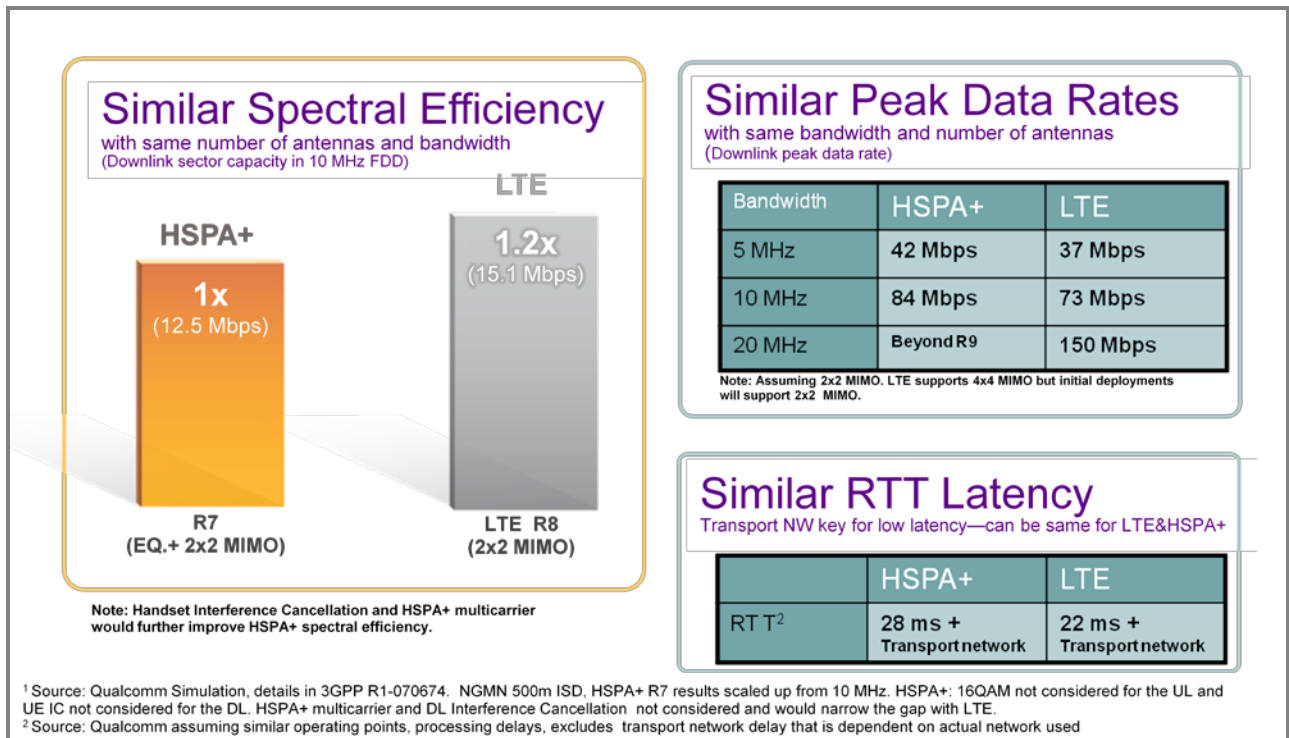 Similar Spectral Efficiency
with same number of antennas and bandwidth
(Downlink sector capacity in 10 MHz FDD)
LTE
HSPA+
1.2x
(15.1 Mbps)
1x
(12.5 Mbps)
R7
(EQ.+ 2x2 MIMO)
LTE R8
(2x2 MIMO)
Note: Handset Interference Cancellation and HSPA+ multicarrier
would further improve HSPA+ spectral efficiency.
Similar Peak Data Rates
with same bandwidth and number of antennas
(Downlink peak data rate)
Bandwidth HSPA+ LTE
5 MHz 42 Mbps 37 Mbps
10 MHz 84 Mbps 73 Mbps
20 MHz Beyond R9 150 Mbps
Note: Assuming 2x2 MIMO. LTE supports 4x4 MIMO but initial deployments
will support 2x2 MIMO.
Similar RTT Latency
Transport NW key for low latency—can be same for LTE&HSPA+
HSPA+ LTE
RTT² 28 ms + 22 ms +
Transport network Transport network
¹ Source: Qualcomm Simulation, details in 3GPP R1-070674. NGMN 500m ISD, HSPA+ R7 results scaled up from 10 MHz. HSPA+: 16QAM not considered for the UL and
UE IC not considered for the DL. HSPA+ multicarrier and DL Interference Cancellation not considered and would narrow the gap with LTE.
² Source: Qualcomm assuming similar operating points, processing delays, excludes transport network delay that is dependent on actual network used